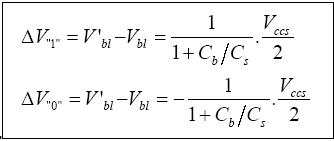 ΔV"1" = V'bl − Vbl = 1 / (1 + Cb/Cs) . Vccs / 2
ΔV"0" = V'bl − Vbl = − 1 / (1 + Cb/Cs) . Vccs / 2